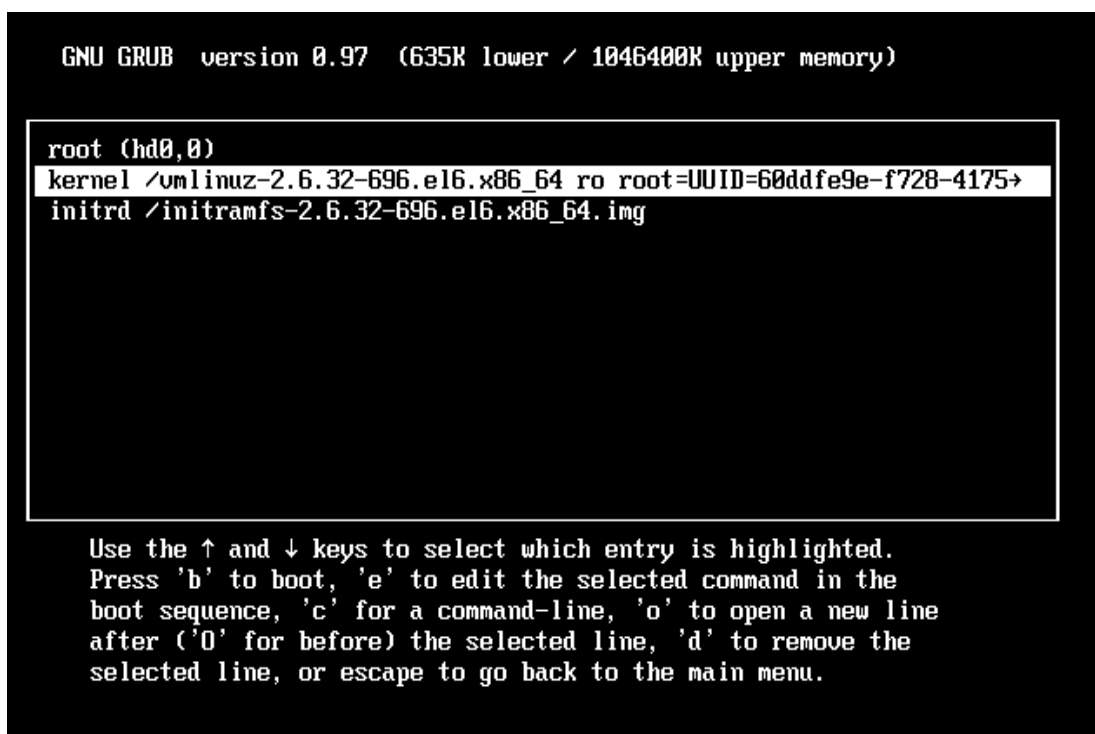 GNU GRUB  version 0.97  (635K lower / 1046400K upper memory)
root (hd0,0)
kernel /vmlinuz-2.6.32-696.el6.x86_64 ro root=UUID=60ddfe9e-f728-4175→
initrd /initramfs-2.6.32-696.el6.x86_64.img
Use the ↑ and ↓ keys to select which entry is highlighted.
Press 'b' to boot, 'e' to edit the selected command in the
boot sequence, 'c' for a command-line, 'o' to open a new line
after ('O' for before) the selected line, 'd' to remove the
selected line, or escape to go back to the main menu.